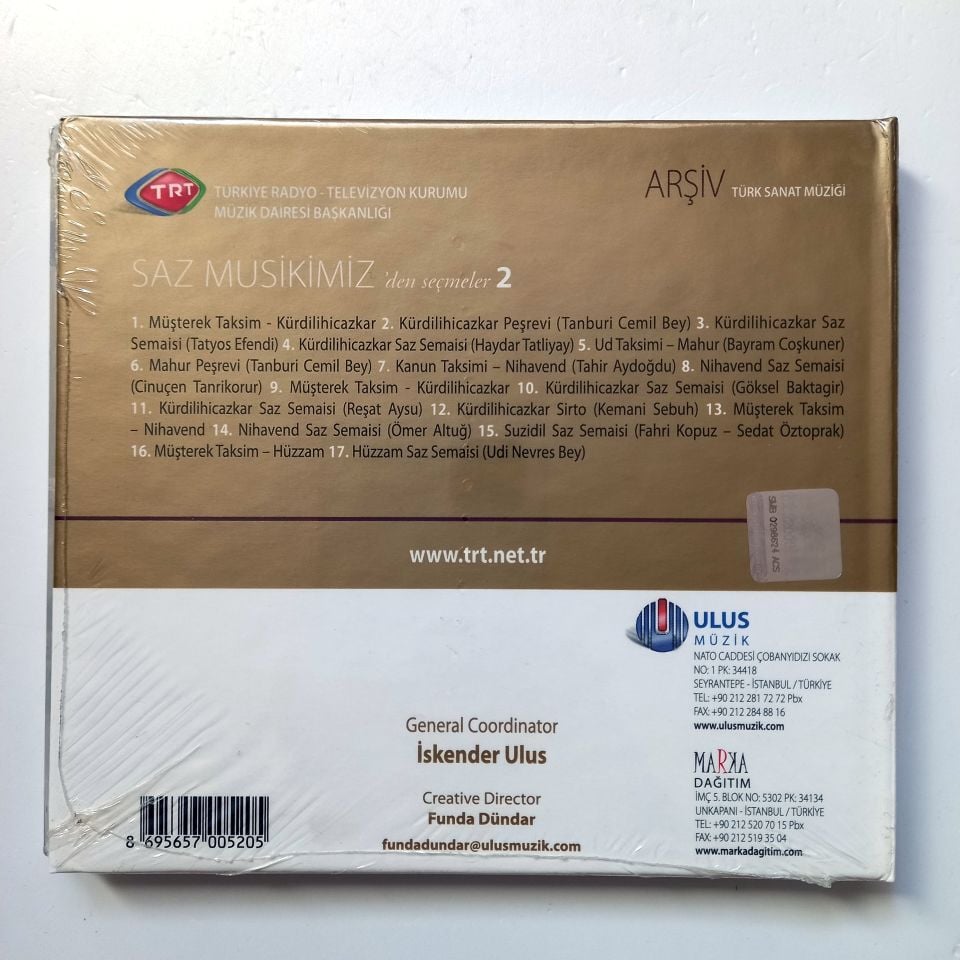 TRT
TÜRKİYE RADYO - TELEVİZYON KURUMU
MÜZİK DAİRESİ BAŞKANLIĞI
ARŞİV TÜRK SANAT MÜZİĞİ
SAZ MUSIKIMIZ 'den seçmeler 2
1. Müşterek Taksim - Kürdilihicazkar 2. Kürdilihicazkar Peşrevi (Tanburi Cemil Bey) 3. Kürdilihicazkar Saz
Semaisi (Tatyos Efendi) 4. Kürdilihicazkar Saz Semaisi (Haydar Tatliyay) 5. Ud Taksimi – Mahur (Bayram Coşkuner)
6. Mahur Peşrevi (Tanburi Cemil Bey) 7. Kanun Taksimi – Nihavend (Tahir Aydoğdu) 8. Nihavend Saz Semaisi
(Cinuçen Tanrikorur) 9. Müşterek Taksim - Kürdilihicazkar 10. Kürdilihicazkar Saz Semaisi (Göksel Baktagir)
11. Kürdilihicazkar Saz Semaisi (Reşat Aysu) 12. Kürdilihicazkar Sirto (Kemani Sebuh) 13. Müşterek Taksim
– Nihavend 14. Nihavend Saz Semaisi (Ömer Altuğ) 15. Suzidil Saz Semaisi (Fahri Kopuz – Sedat Öztoprak)
16. Müşterek Taksim – Hüzzam 17. Hüzzam Saz Semaisi (Udi Nevres Bey)
SMB 0298624 ACS
www.trt.net.tr
ULUS
MÜZİK
NATO CADDESİ ÇOBANYIDIZI SOKAK
NO: 1 PK: 34418
SEYRANTEPE - İSTANBUL / TÜRKİYE
TEL: +90 212 281 72 72 Pbx
FAX: +90 212 284 88 16
www.ulusmuzik.com
General Coordinator
İskender Ulus
Creative Director
Funda Dündar
fundadundar@ulusmuzik.com
MARKA
DAĞITIM
İMÇ 5. BLOK NO: 5302 PK: 34134
UNKAPANI - İSTANBUL / TÜRKİYE
TEL: +90 212 520 70 15 Pbx
FAX: +90 212 519 35 04
www.markadagitim.com
8 695657 005205